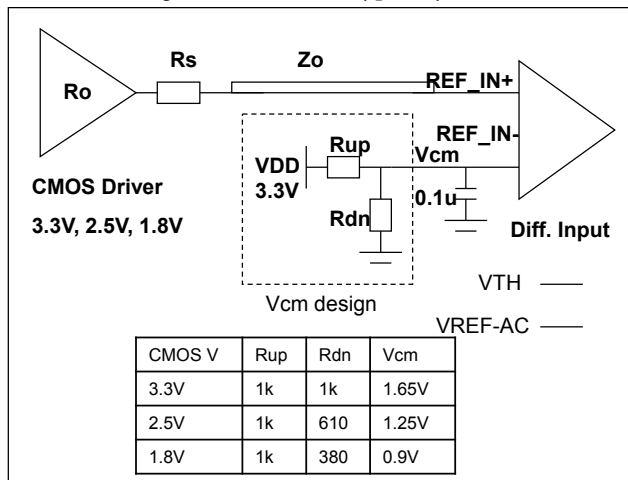 Rs
Zo
Ro
REF_IN+
REF_IN-
Rup
Vcm
VDD
3.3V
CMOS Driver
0.1u
Rdn
3.3V, 2.5V, 1.8V
Diff. Input
VTH
Vcm design
VREF-AC
CMOS V Rup Rdn Vcm
3.3V 1k 1k 1.65V
2.5V 1k 610 1.25V
1.8V 1k 380 0.9V